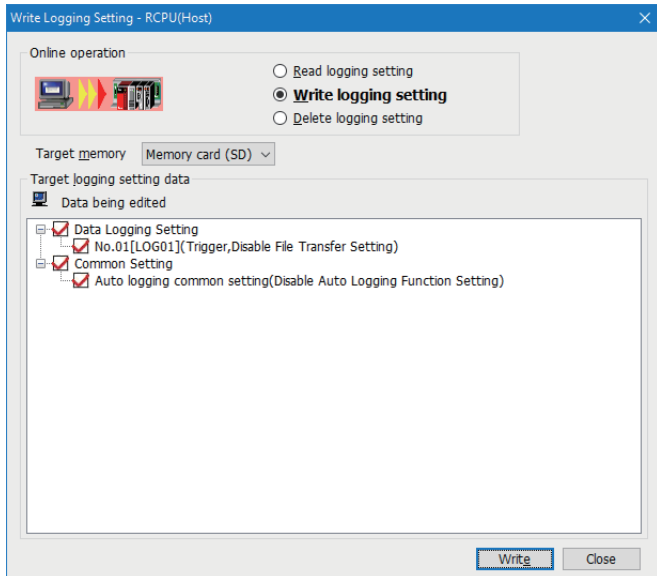 Write Logging Setting - RCPU(Host)
Online operation
Read logging setting
Write logging setting
Delete logging setting
Target memory Memory card (SD)
Target logging setting data
Data being edited
Data Logging Setting
No.01[LOG01](Trigger,Disable File Transfer Setting)
Common Setting
Auto logging common setting(Disable Auto Logging Function Setting)
Write Close